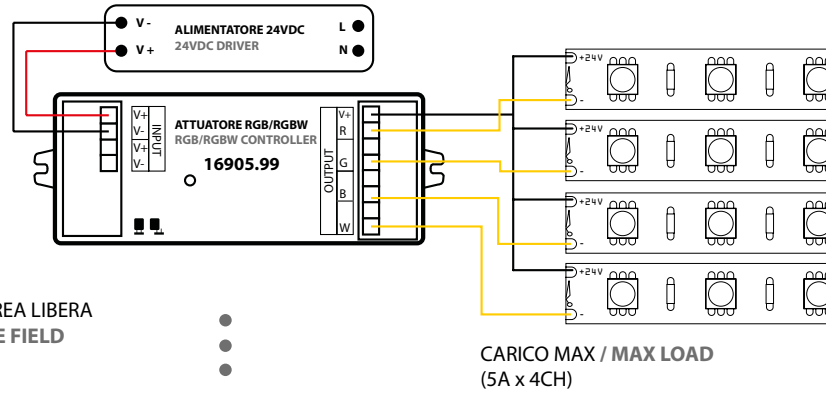 V -
V +
ALIMENTATORE 24VDC
24VDC DRIVER
L
N
V+
V-
V+
V-
INPUT
ATTUATORE RGB/RGBW
RGB/RGBW CONTROLLER
16905.99
OUTPUT
V+
R
G
B
W
+24V
-
+24V
-
+24V
-
+24V
-
REA LIBERA
E FIELD
CARICO MAX / MAX LOAD
(5A x 4CH)